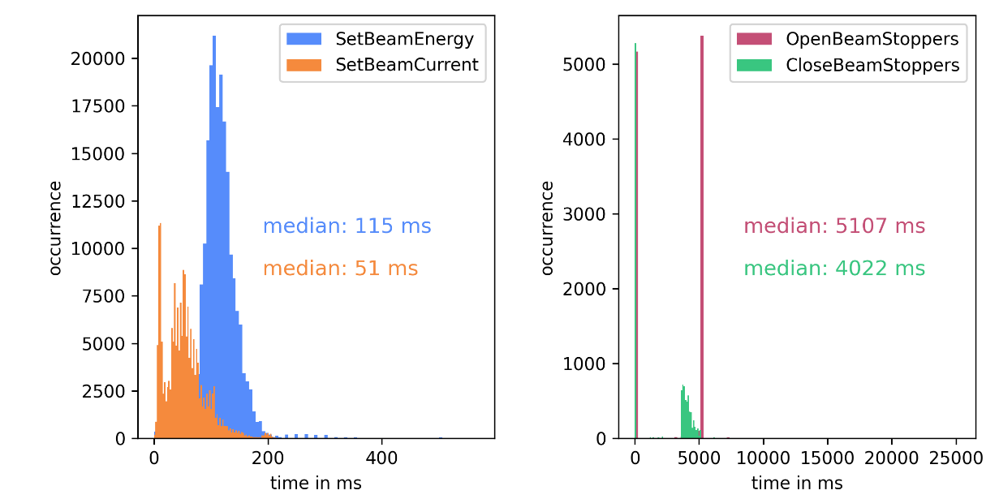 SetBeamEnergy
SetBeamCurrent
20000
17500
15000
12500
10000
7500
5000
2500
0
occurrence
median: 115 ms
median: 51 ms
0 200 400
time in ms
OpenBeamStoppers
CloseBeamStoppers
5000
4000
3000
2000
1000
0
occurrence
median: 5107 ms
median: 4022 ms
0 5000 10000 15000 20000 25000
time in ms